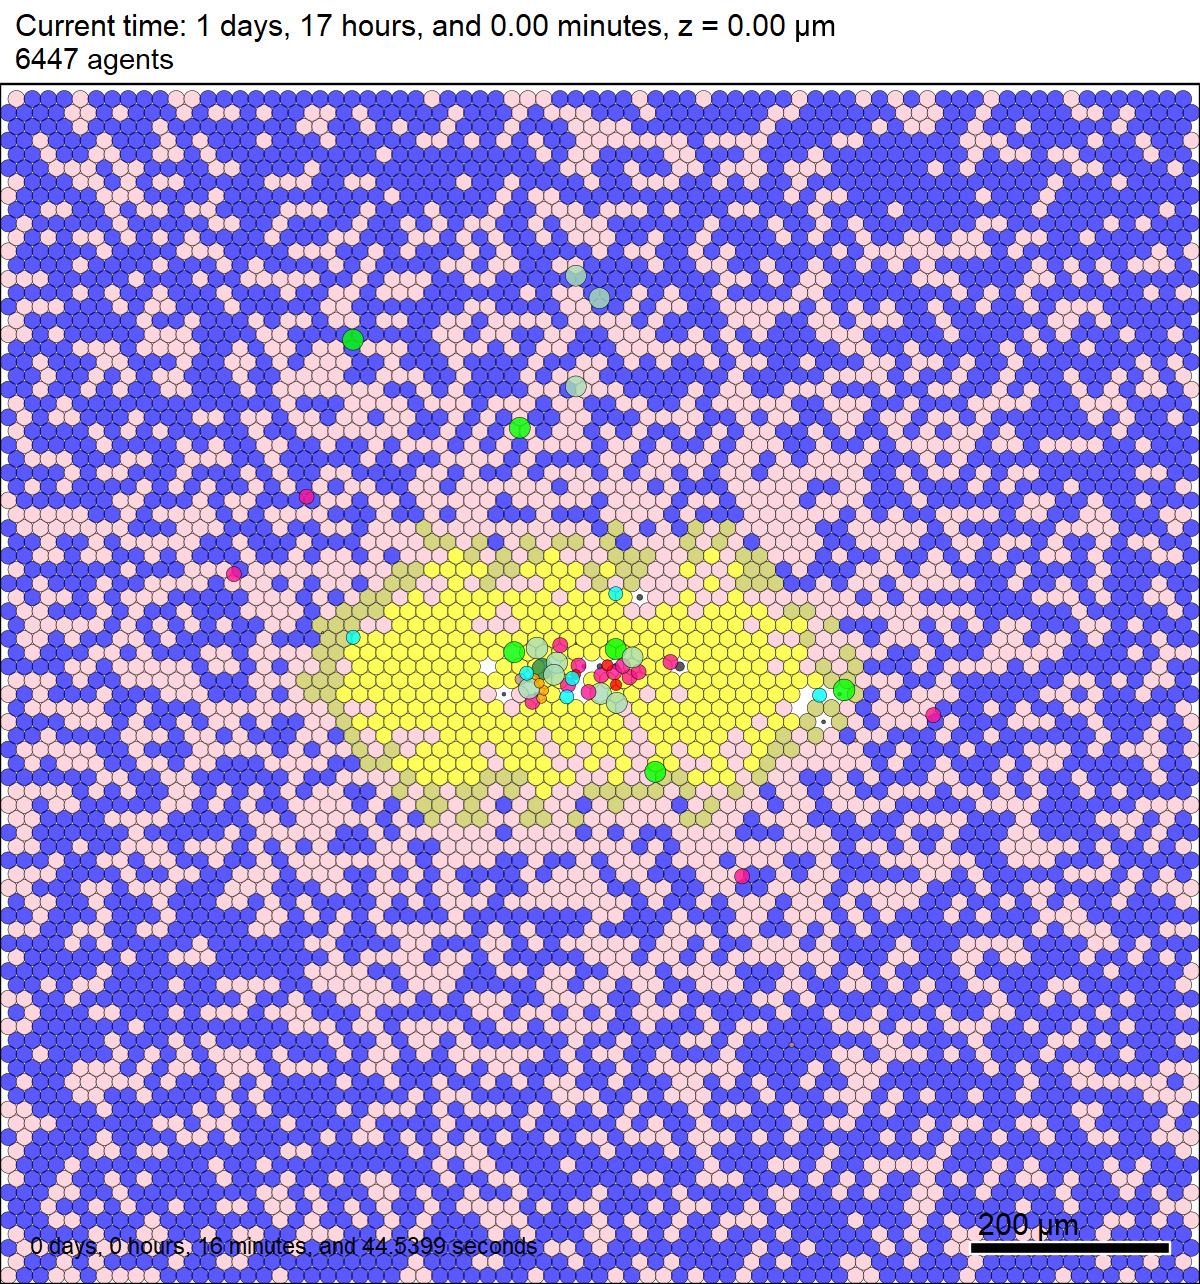 Current time: 1 days, 17 hours, and 0.00 minutes, z = 0.00 µm
6447 agents
200 µm
0 days, 0 hours, 16 minutes, and 44.5399 seconds